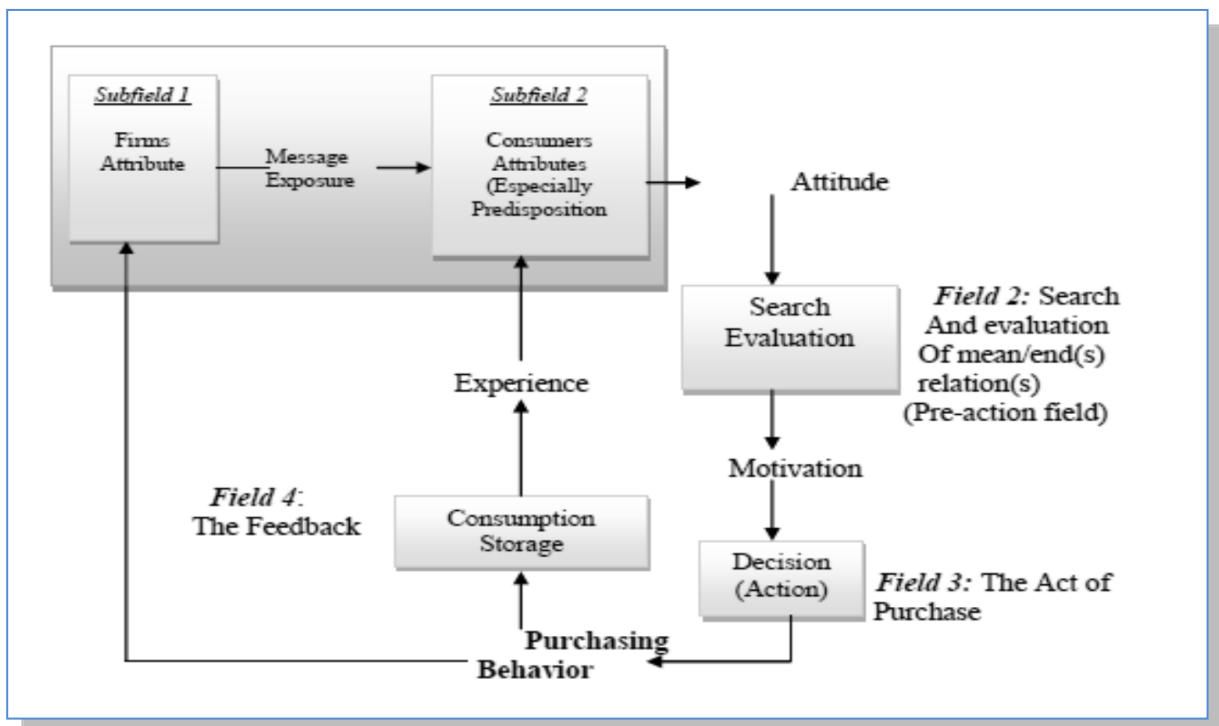 Subfield 1
Firms
Attribute
Message
Exposure
Subfield 2
Consumers
Attributes
(Especially
Predisposition
Attitude
Search
Evaluation
Field 2: Search
And evaluation
Of mean/end(s)
relation(s)
(Pre-action field)
Experience
Motivation
Field 4:
The Feedback
Consumption
Storage
Decision
(Action)
Field 3: The Act of
Purchase
Purchasing
Behavior